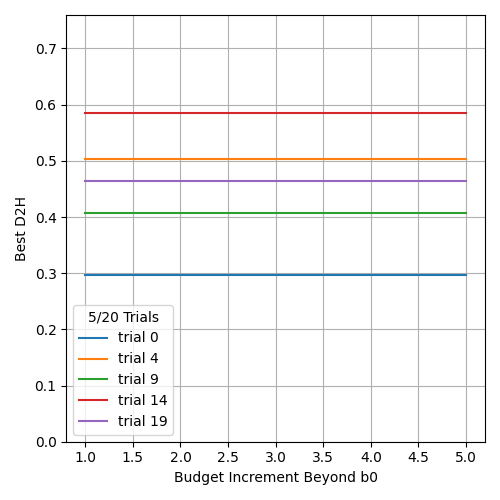 0.7
0.6
0.5
0.4
0.3
0.2
0.1
0.0
Best D2H
5/20 Trials
trial 0
trial 4
trial 9
trial 14
trial 19
1.0 1.5 2.0 2.5 3.0 3.5 4.0 4.5 5.0
Budget Increment Beyond b0